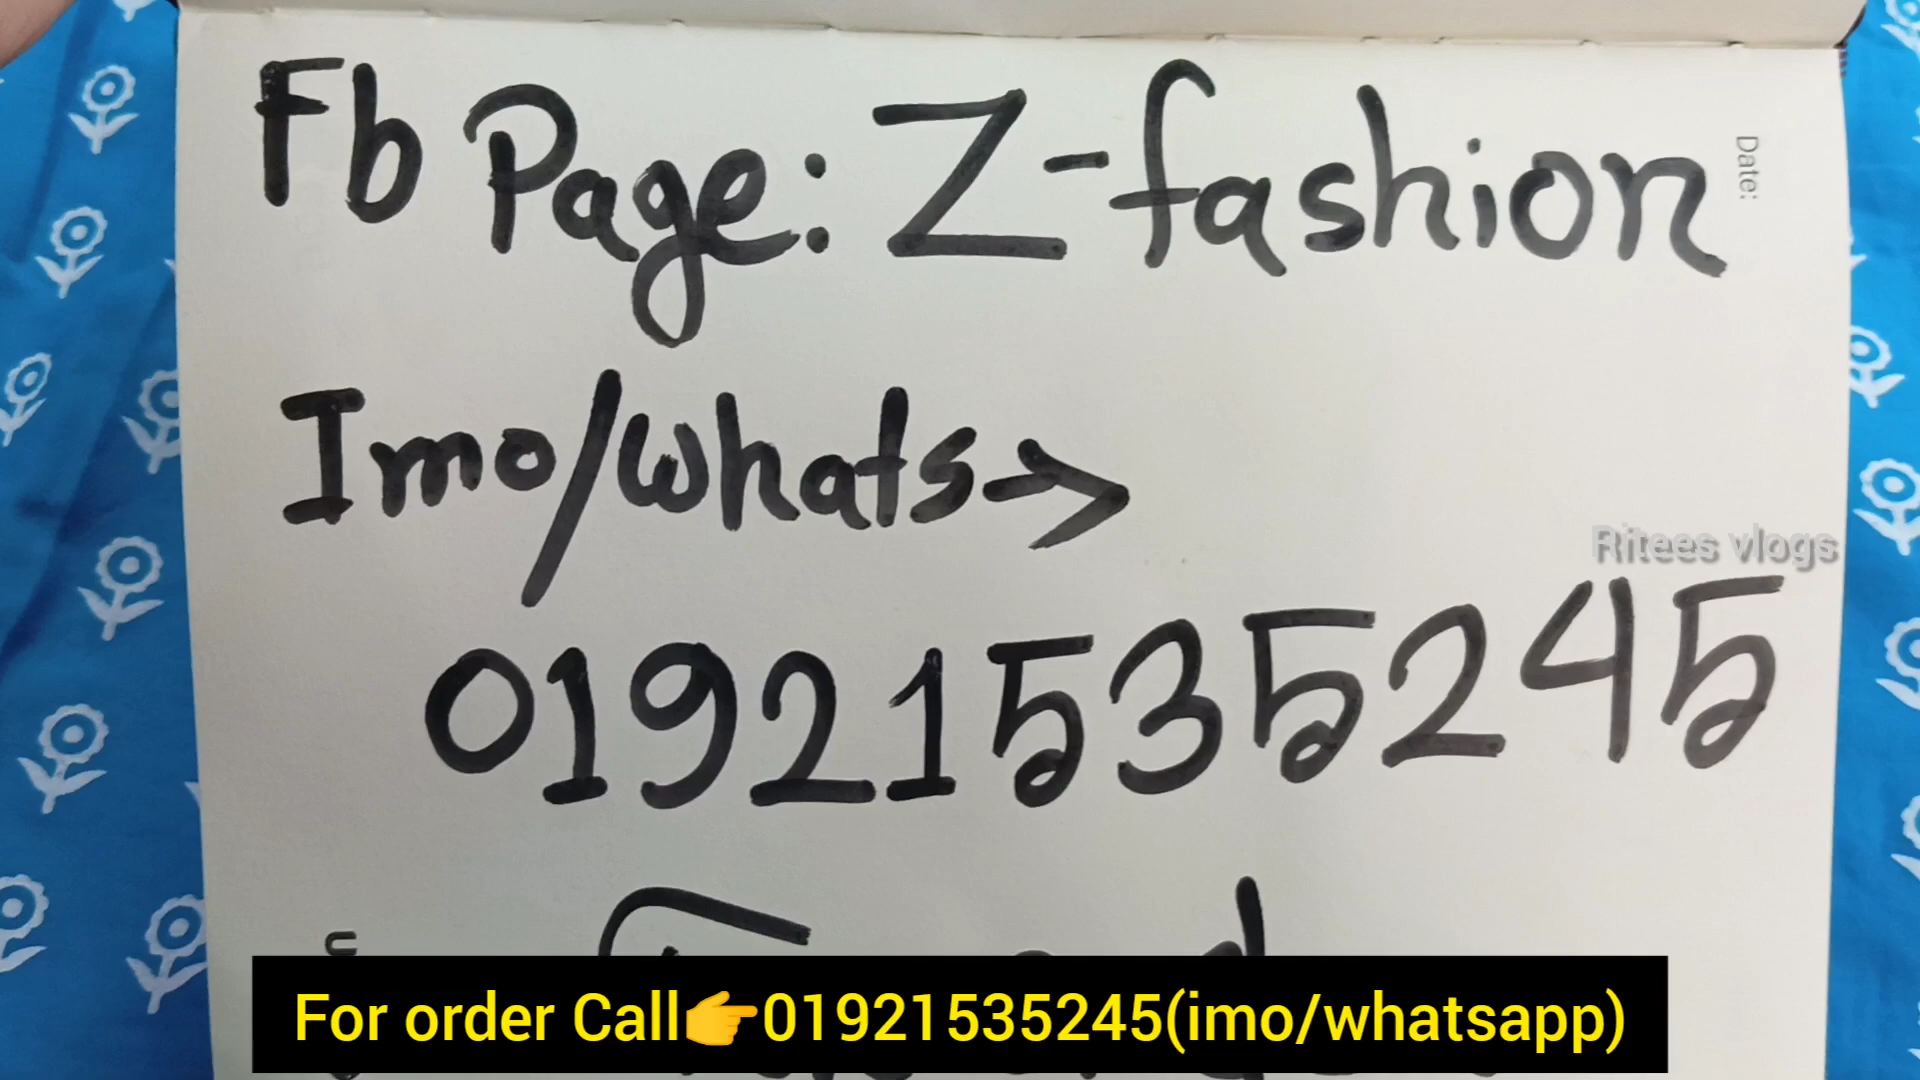 Fb Page: Z-fashion
Date:
Imo/whats→
Ritees vlogs
01921535245
For order Call👉01921535245(imo/whatsapp)